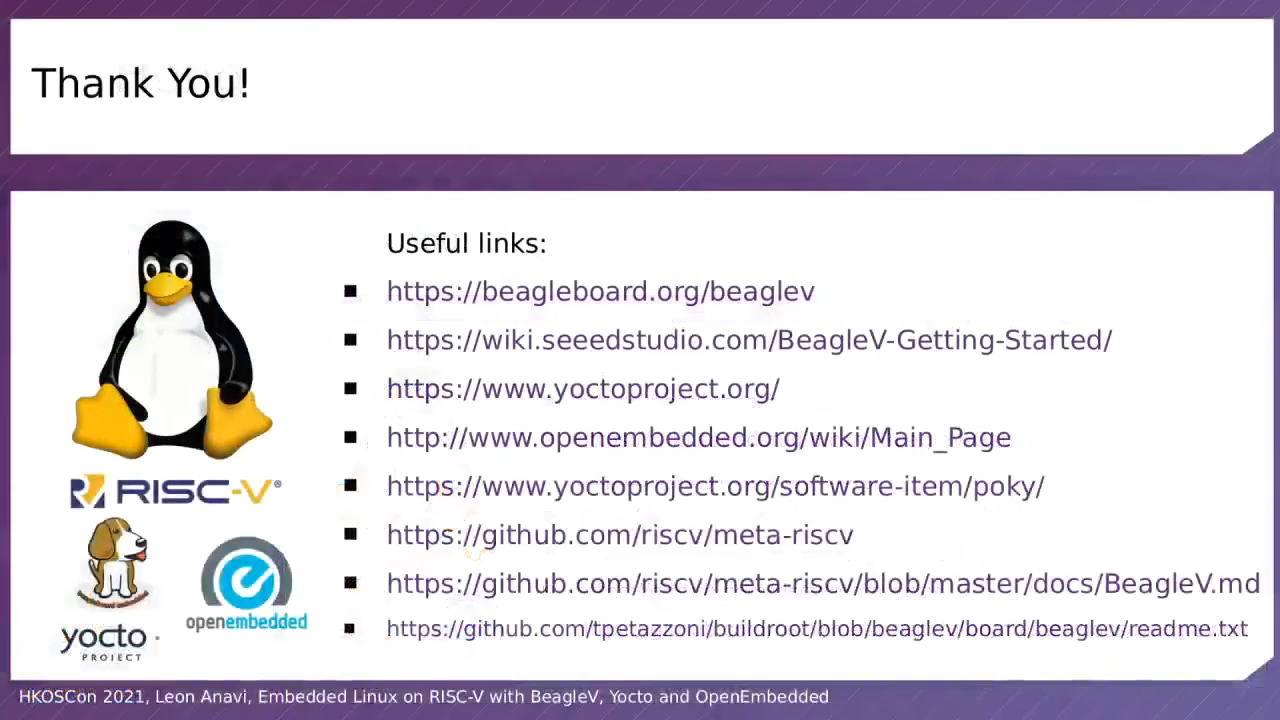 Thank You!
Useful links:
https://beagleboard.org/beaglev
https://wiki.seeedstudio.com/BeagleV-Getting-Started/
https://www.yoctoproject.org/
http://www.openembedded.org/wiki/Main_Page
https://www.yoctoproject.org/software-item/poky/
https://github.com/riscv/meta-riscv
https://github.com/riscv/meta-riscv/blob/master/docs/BeagleV.md
https://github.com/tpetazzoni/buildroot/blob/beaglev/board/beaglev/readme.txt
RISC-V®
openembedded
yocto
PROJECT
HKOSCon 2021, Leon Anavi, Embedded Linux on RISC-V with BeagleV, Yocto and OpenEmbedded